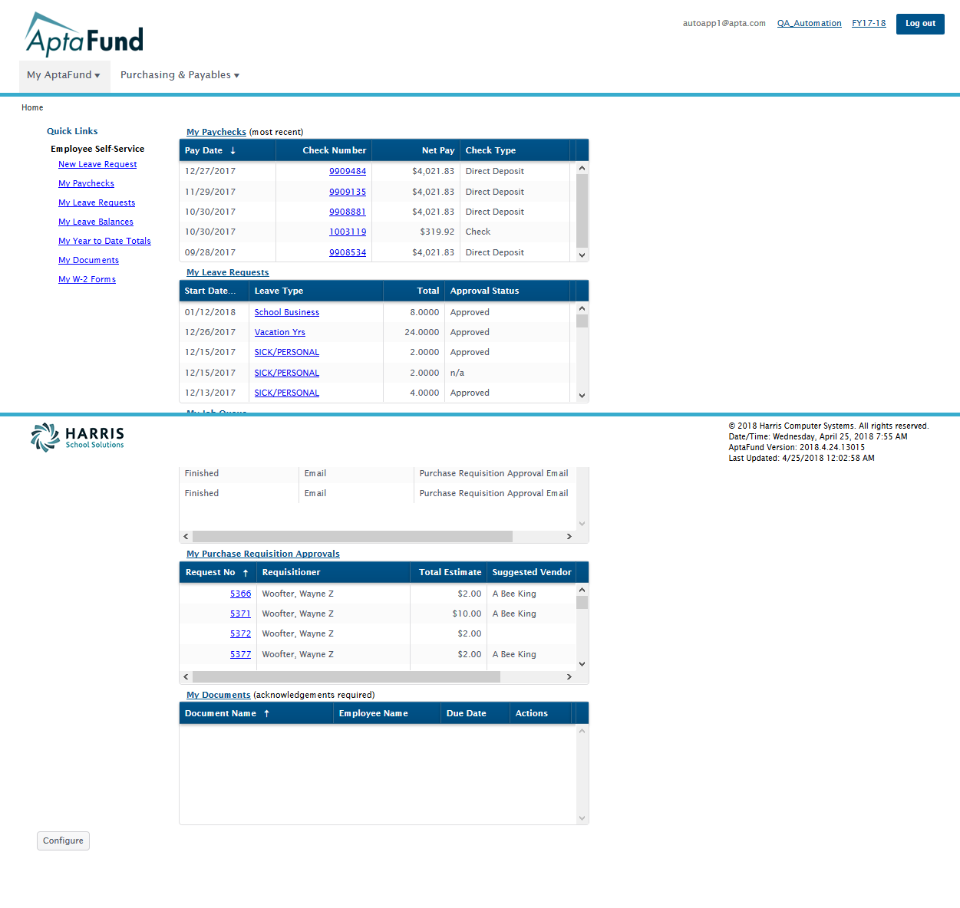 AptaFund
autoapp1@apta.com QA_Automation FY17-18 Log out
My AptaFund ▾ Purchasing & Payables ▾
Home
Quick Links
Employee Self-Service
New Leave Request
My Paychecks
My Leave Requests
My Leave Balances
My Year to Date Totals
My Documents
My W-2 Forms
My Paychecks (most recent)
Pay Date ↓ Check Number Net Pay Check Type
12/27/2017 9909484 $4,021.83 Direct Deposit
11/29/2017 9909135 $4,021.83 Direct Deposit
10/30/2017 9908881 $4,021.83 Direct Deposit
10/30/2017 1003119 $319.92 Check
09/28/2017 9908534 $4,021.83 Direct Deposit
My Leave Requests
Start Date... Leave Type Total Approval Status
01/12/2018 School Business 8.0000 Approved
12/26/2017 Vacation Yrs 24.0000 Approved
12/15/2017 SICK/PERSONAL 2.0000 Approved
12/15/2017 SICK/PERSONAL 2.0000 n/a
12/13/2017 SICK/PERSONAL 4.0000 Approved
My Job Queue
HARRIS
School Solutions
© 2018 Harris Computer Systems. All rights reserved.
Date/Time: Wednesday, April 25, 2018 7:55 AM
AptaFund Version: 2018.4.24.13015
Last Updated: 4/25/2018 12:02:58 AM
Finished Email Purchase Requisition Approval Email
Finished Email Purchase Requisition Approval Email
My Purchase Requisition Approvals
Request No ↑ Requisitioner Total Estimate Suggested Vendor
5366 Woofter, Wayne Z $2.00 A Bee King
5371 Woofter, Wayne Z $10.00 A Bee King
5372 Woofter, Wayne Z $2.00
5377 Woofter, Wayne Z $2.00 A Bee King
My Documents (acknowledgements required)
Document Name ↑ Employee Name Due Date Actions
Configure